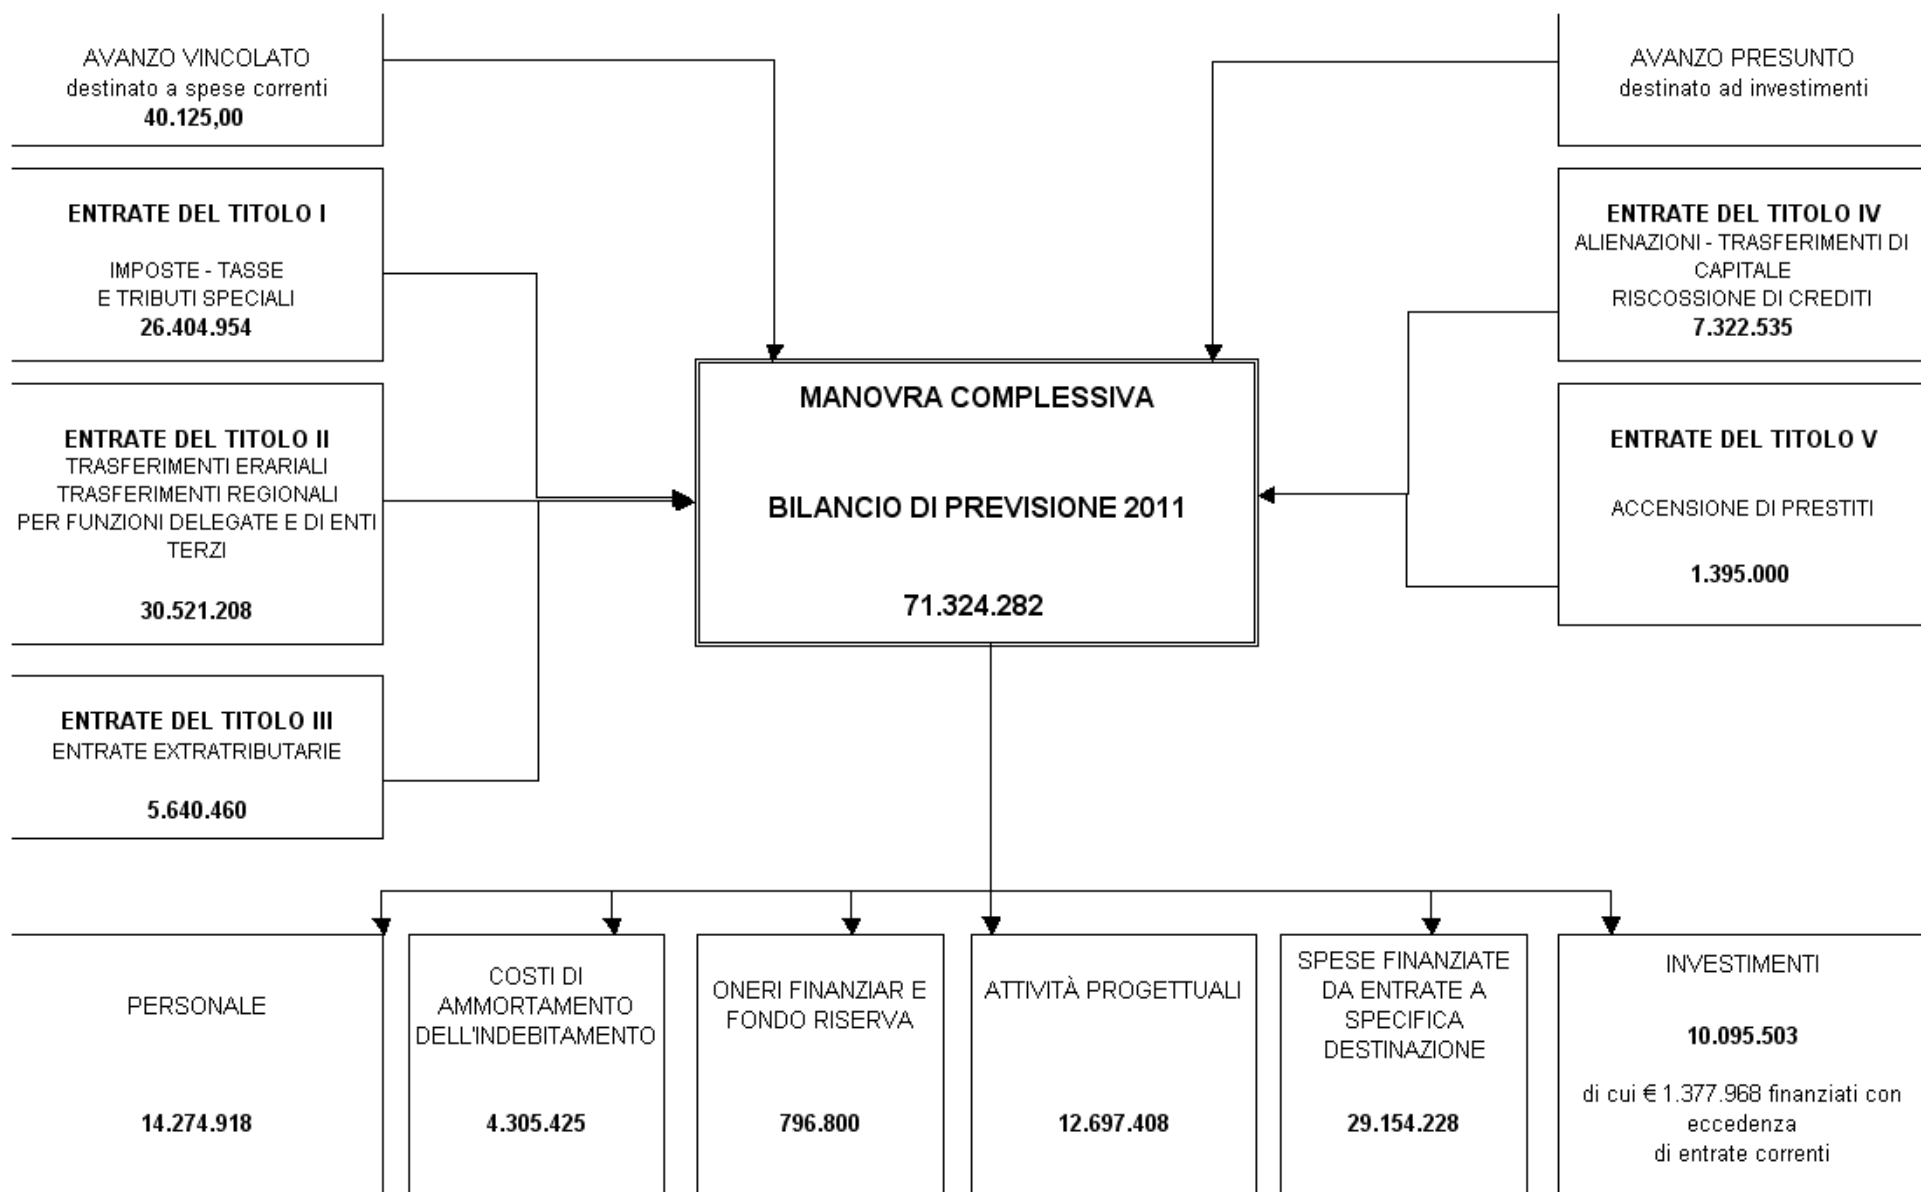 AVANZO VINCOLATO
destinato a spese correnti
40.125,00
AVANZO PRESUNTO
destinato ad investimenti
ENTRATE DEL TITOLO I
IMPOSTE - TASSE
E TRIBUTI SPECIALI
26.404.954
ENTRATE DEL TITOLO IV
ALIENAZIONI - TRASFERIMENTI DI
CAPITALE
RISCOSSIONE DI CREDITI
7.322.535
MANOVRA COMPLESSIVA
BILANCIO DI PREVISIONE 2011
71.324.282
ENTRATE DEL TITOLO II
TRASFERIMENTI ERARIALI
TRASFERIMENTI REGIONALI
PER FUNZIONI DELEGATE E DI ENTI
TERZI
30.521.208
ENTRATE DEL TITOLO V
ACCENSIONE DI PRESTITI
1.395.000
ENTRATE DEL TITOLO III
ENTRATE EXTRATRIBUTARIE
5.640.460
PERSONALE
14.274.918
COSTI DI
AMMORTAMENTO
DELL'INDEBITAMENTO
4.305.425
ONERI FINANZIAR E
FONDO RISERVA
796.800
ATTIVITÀ PROGETTUALI
12.697.408
SPESE FINANZIATE
DA ENTRATE A
SPECIFICA
DESTINAZIONE
29.154.228
INVESTIMENTI
10.095.503
di cui € 1.377.968 finanziati con
eccedenza
di entrate correnti